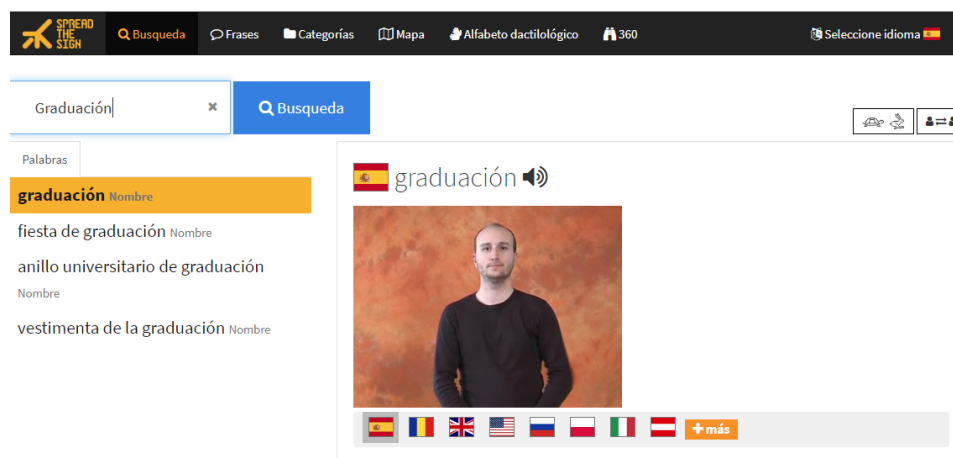 SPREAD
THE
SIGN
Busqueda
Frases
Categorías
Mapa
Alfabeto dactilológico
360
Seleccione idioma
Graduación
Busqueda
Palabras
graduación Nombre
fiesta de graduación Nombre
anillo universitario de graduación
Nombre
vestimenta de la graduación Nombre
graduación
más